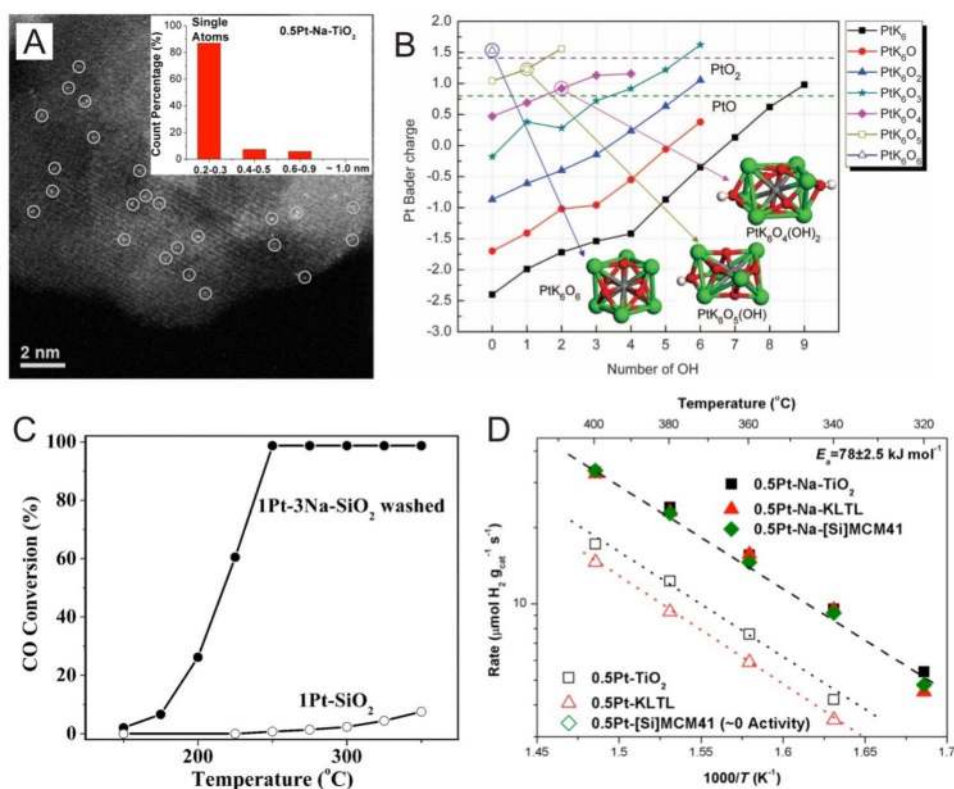 A
Single
Atoms
0.5Pt-Na-TiO₂
Count Percentage (%)
100
80
60
40
20
0
0.2-0.3 0.4-0.5 0.6-0.9 ~ 1.0 nm
2 nm
B
Pt Bader charge
2.0
1.5
1.0
0.5
0.0
-0.5
-1.0
-1.5
-2.0
-2.5
-3.0
PtO₂
PtO
PtK₆O₄(OH)₂
PtK₆O₆
PtK₆O₅(OH)
0 1 2 3 4 5 6 7 8 9
Number of OH
PtK₆
PtK₆O
PtK₆O₂
PtK₆O₃
PtK₆O₄
PtK₆O₅
PtK₆O₆
C
CO Conversion (%)
100
80
60
40
20
0
1Pt-3Na-SiO₂ washed
1Pt-SiO₂
200 300
Temperature (°C)
D
Temperature (°C)
400 380 360 340 320
Eₐ=78±2.5 kJ mol⁻¹
0.5Pt-Na-TiO₂
0.5Pt-Na-KLTL
0.5Pt-Na-[Si]MCM41
Rate (μmol H₂ g꜀ₐₜ⁻¹ s⁻¹)
10
0.5Pt-TiO₂
0.5Pt-KLTL
0.5Pt-[Si]MCM41 (~0 Activity)
1.45 1.5 1.55 1.6 1.65 1.7
1000/T (K⁻¹)